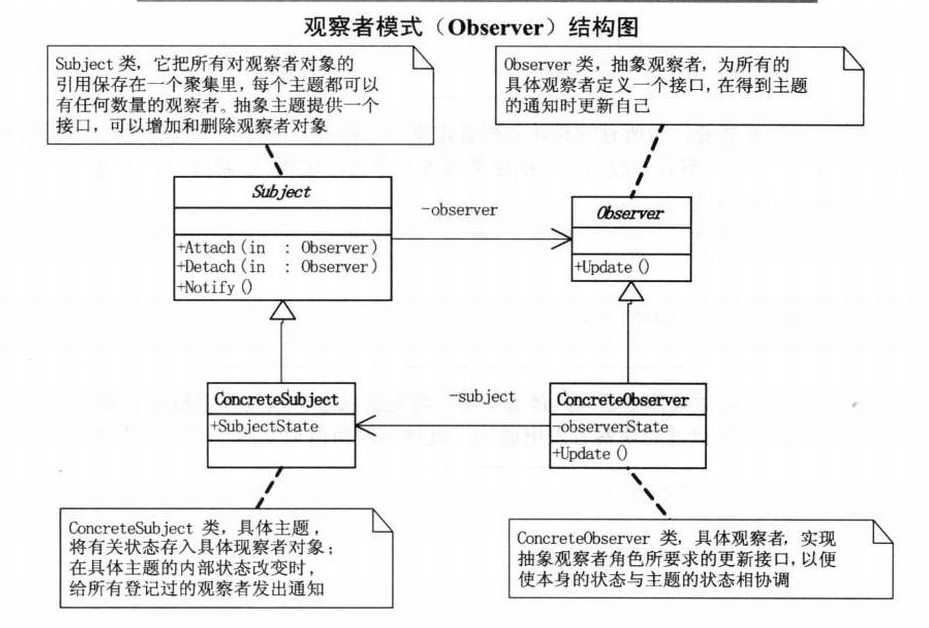 观察者模式（Observer）结构图
Subject 类，它把所有对观察者对象的
引用保存在一个聚集里，每个主题都可以
有任何数量的观察者。抽象主题提供一个
接口，可以增加和删除观察者对象
Observer 类，抽象观察者，为所有的
具体观察者定义一个接口，在得到主题
的通知时更新自己
Subject
+Attach(in : Observer)
+Detach(in : Observer)
+Notify()
-observer
Observer
+Update()
ConcreteSubject
+SubjectState
-subject
ConcreteObserver
-observerState
+Update()
ConcreteSubject 类，具体主题，
将有关状态存入具体现察者对象；
在具体主题的内部状态改变时，
给所有登记过的观察者发出通知
ConcreteObserver 类，具体观察者，实现
抽象观察者角色所要求的更新接口，以便
使本身的状态与主题的状态相协调